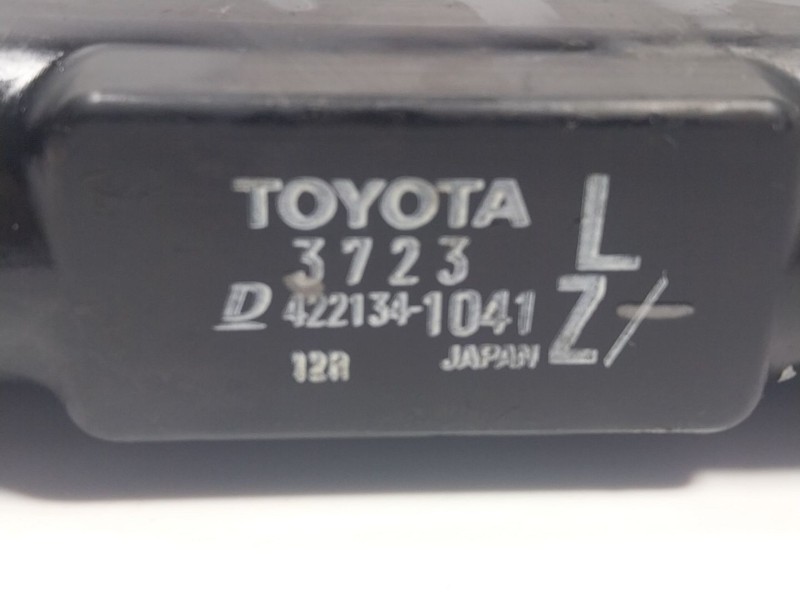 TOYOTA L
3723
D 422134-1041 Z/
12R JAPAN